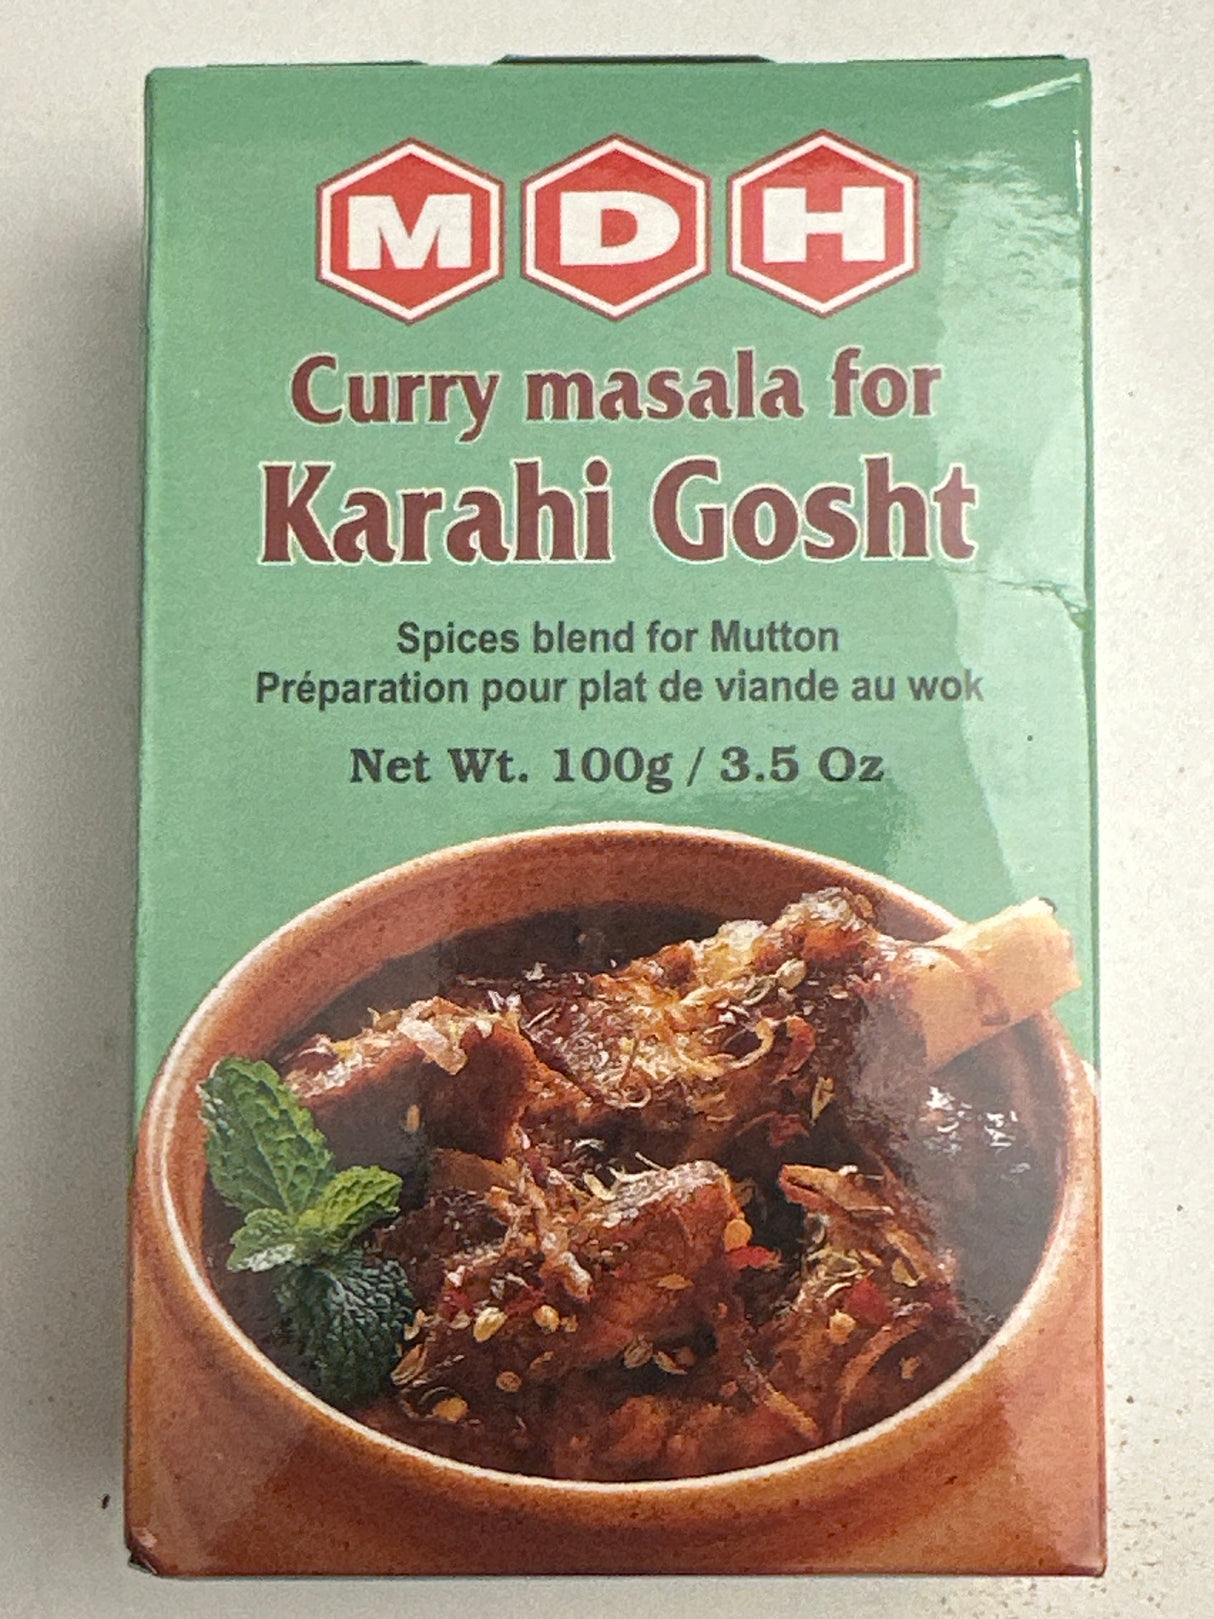 MDH
Curry masala for
Karahi Gosht
Spices blend for Mutton
Préparation pour plat de viande au wok
Net Wt. 100g / 3.5 Oz